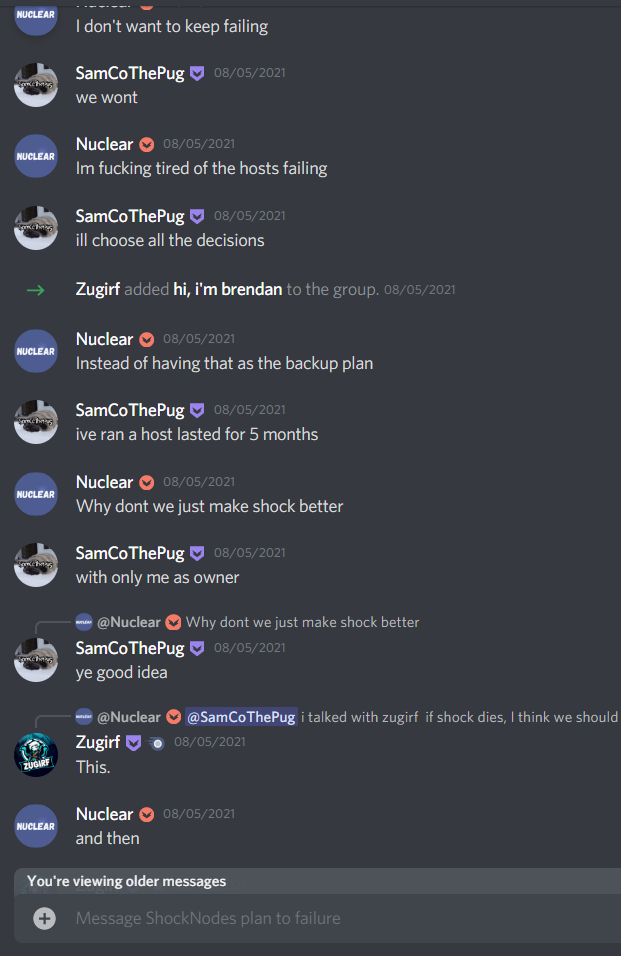 NUCLEAR
I don't want to keep failing
SamCoThePug 08/05/2021
we wont
NUCLEAR
Nuclear 08/05/2021
Im fucking tired of the hosts failing
SamCoThePug 08/05/2021
ill choose all the decisions
Zugirf added hi, i'm brendan to the group. 08/05/2021
NUCLEAR
Nuclear 08/05/2021
Instead of having that as the backup plan
SamCoThePug 08/05/2021
ive ran a host lasted for 5 months
NUCLEAR
Nuclear 08/05/2021
Why dont we just make shock better
SamCoThePug 08/05/2021
with only me as owner
@Nuclear Why dont we just make shock better
SamCoThePug 08/05/2021
ye good idea
@Nuclear @SamCoThePug i talked with zugirf if shock dies, I think we should
Zugirf 08/05/2021
ZUGIRF
This.
NUCLEAR
Nuclear 08/05/2021
and then
You're viewing older messages
Message ShockNodes plan to failure